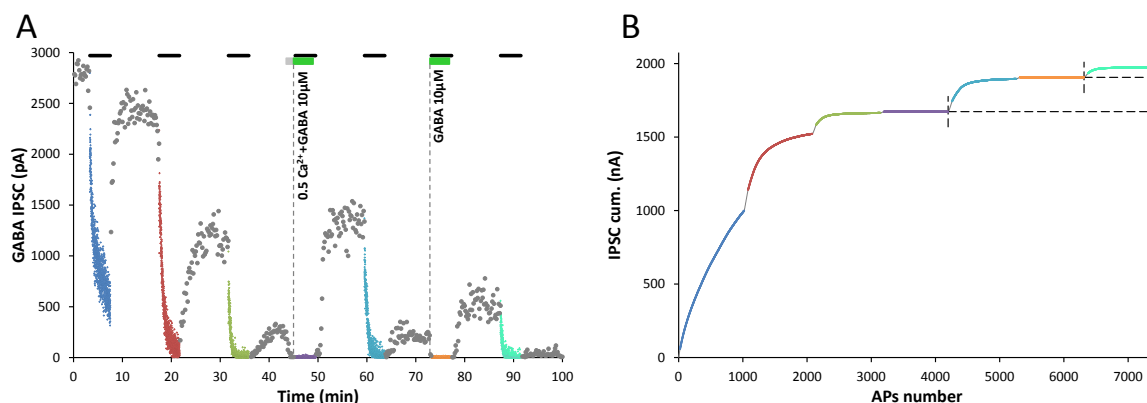 A
3000
2500
2000
1500
1000
500
0
GABA IPSC (pA)
0.5 Ca²⁺+GABA 10µM
GABA 10µM
0 10 20 30 40 50 60 70 80 90 100
Time (min)
B
2000
1500
1000
500
0
IPSC cum. (nA)
0 1000 2000 3000 4000 5000 6000 7000
APs number